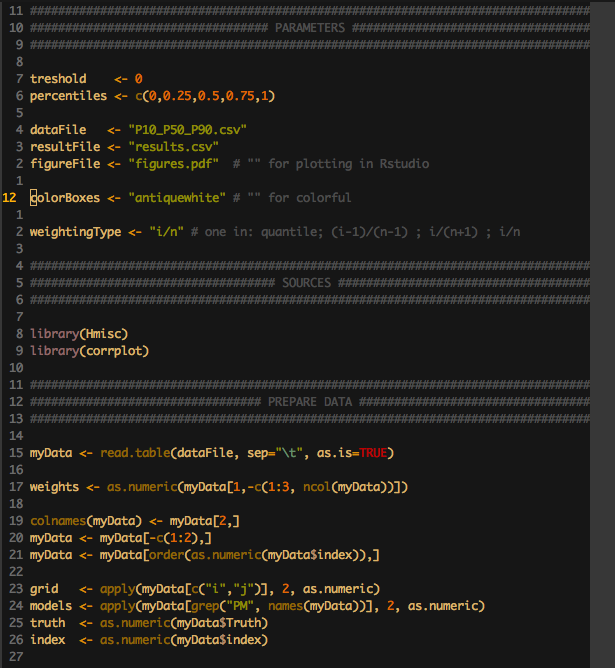 11 ################################################################################
10 ################################## PARAMETERS ##################################
9 ################################################################################
8
7 treshold    <- 0
6 percentiles <- c(0,0.25,0.5,0.75,1)
5
4 dataFile   <- "P10_P50_P90.csv"
3 resultFile <- "results.csv"
2 figureFile <- "figures.pdf"  # "" for plotting in Rstudio
1
12 colorBoxes <- "antiquewhite" # "" for colorful
1
2 weightingType <- "i/n" # one in: quantile; (i-1)/(n-1) ; i/(n+1) ; i/n
3
4 ################################################################################
5 ################################### SOURCES ####################################
6 ################################################################################
7
8 library(Hmisc)
9 library(corrplot)
10
11 ################################################################################
12 ################################# PREPARE DATA #################################
13 ################################################################################
14
15 myData <- read.table(dataFile, sep="\t", as.is=TRUE)
16
17 weights <- as.numeric(myData[1,-c(1:3, ncol(myData))])
18
19 colnames(myData) <- myData[2,]
20 myData <- myData[-c(1:2),]
21 myData <- myData[order(as.numeric(myData$index)),]
22
23 grid   <- apply(myData[c("i","j")], 2, as.numeric)
24 models <- apply(myData[grep("PM", names(myData))], 2, as.numeric)
25 truth  <- as.numeric(myData$Truth)
26 index  <- as.numeric(myData$index)
27